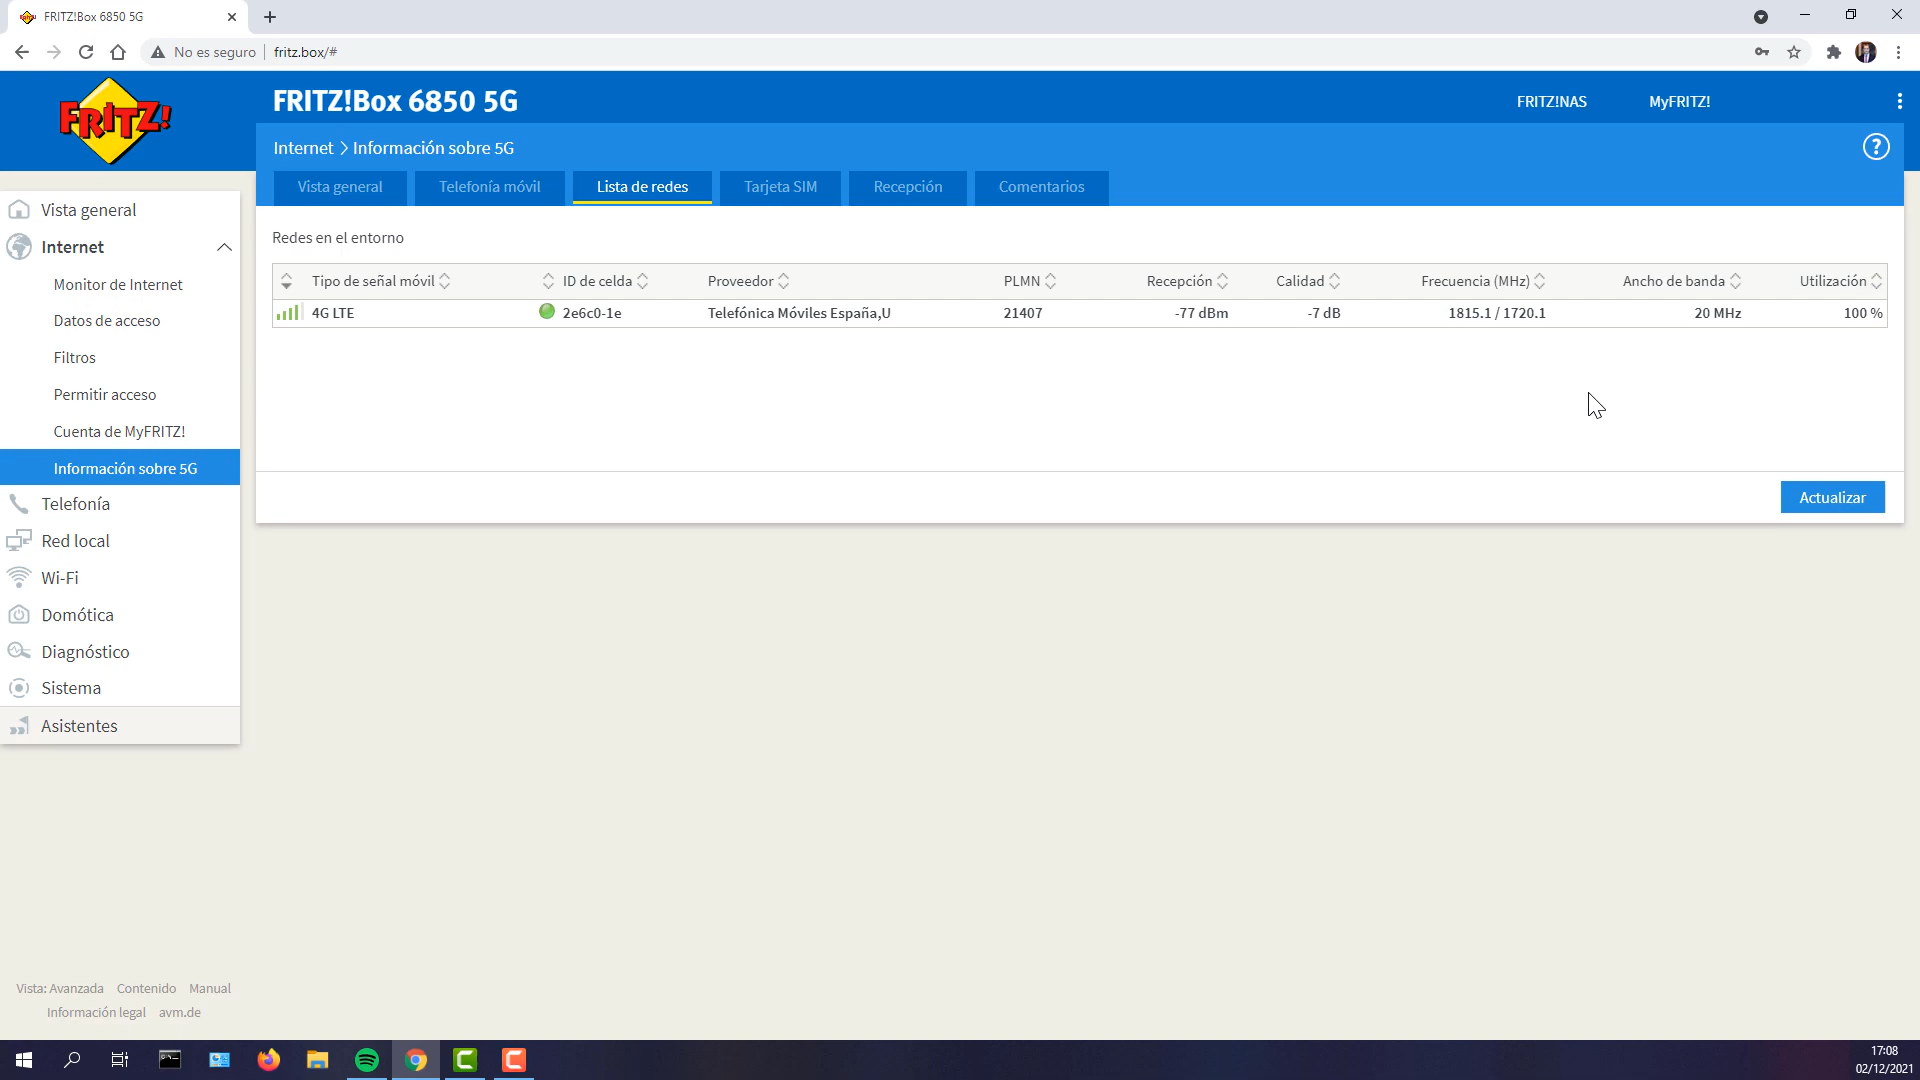 FRITZ!Box 6850 5G
No es seguro
fritz.box/#
FRITZ!
FRITZ!Box 6850 5G
FRITZ!NAS
MyFRITZ!
Internet > Información sobre 5G
?
Vista general
Telefonía móvil
Lista de redes
Tarjeta SIM
Recepción
Comentarios
Vista general
Internet
Monitor de Internet
Datos de acceso
Filtros
Permitir acceso
Cuenta de MyFRITZ!
Información sobre 5G
Telefonía
Red local
Wi-Fi
Domótica
Diagnóstico
Sistema
Asistentes
Redes en el entorno
Tipo de señal móvil ID de celda Proveedor PLMN Recepción Calidad Frecuencia (MHz) Ancho de banda Utilización
4G LTE 2e6c0-1e Telefónica Móviles España,U 21407 -77 dBm -7 dB 1815.1 / 1720.1 20 MHz 100 %
Actualizar
Vista: Avanzada Contenido Manual
Información legal avm.de
17:08
02/12/2021